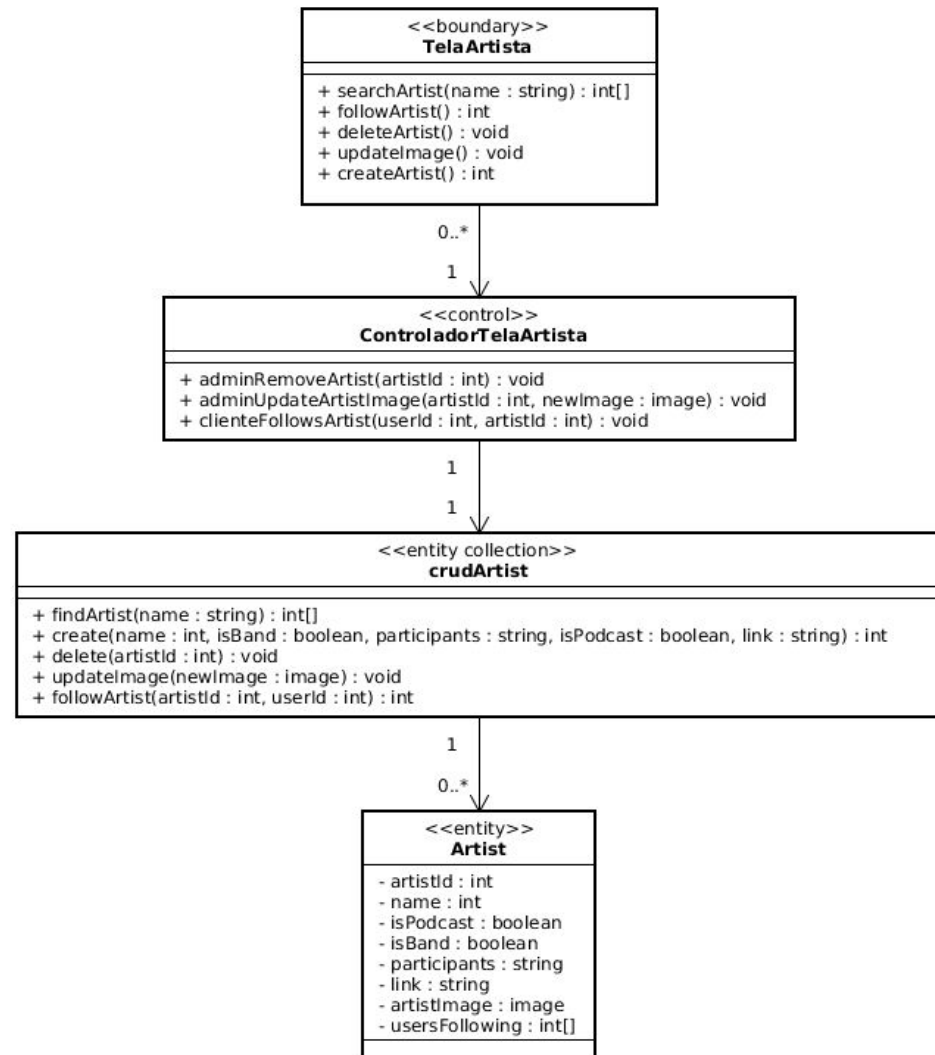 <<boundary>>
TelaArtista
+ searchArtist(name : string) : int[]
+ followArtist() : int
+ deleteArtist() : void
+ updateImage() : void
+ createArtist() : int
0..*
1
<<control>>
ControladorTelaArtista
+ adminRemoveArtist(artistId : int) : void
+ adminUpdateArtistImage(artistId : int, newImage : image) : void
+ clienteFollowsArtist(userId : int, artistId : int) : void
1
1
<<entity collection>>
crudArtist
+ findArtist(name : string) : int[]
+ create(name : int, isBand : boolean, participants : string, isPodcast : boolean, link : string) : int
+ delete(artistId : int) : void
+ updateImage(newImage : image) : void
+ followArtist(artistId : int, userId : int) : int
1
0..*
<<entity>>
Artist
- artistId : int
- name : int
- isPodcast : boolean
- isBand : boolean
- participants : string
- link : string
- artistImage : image
- usersFollowing : int[]